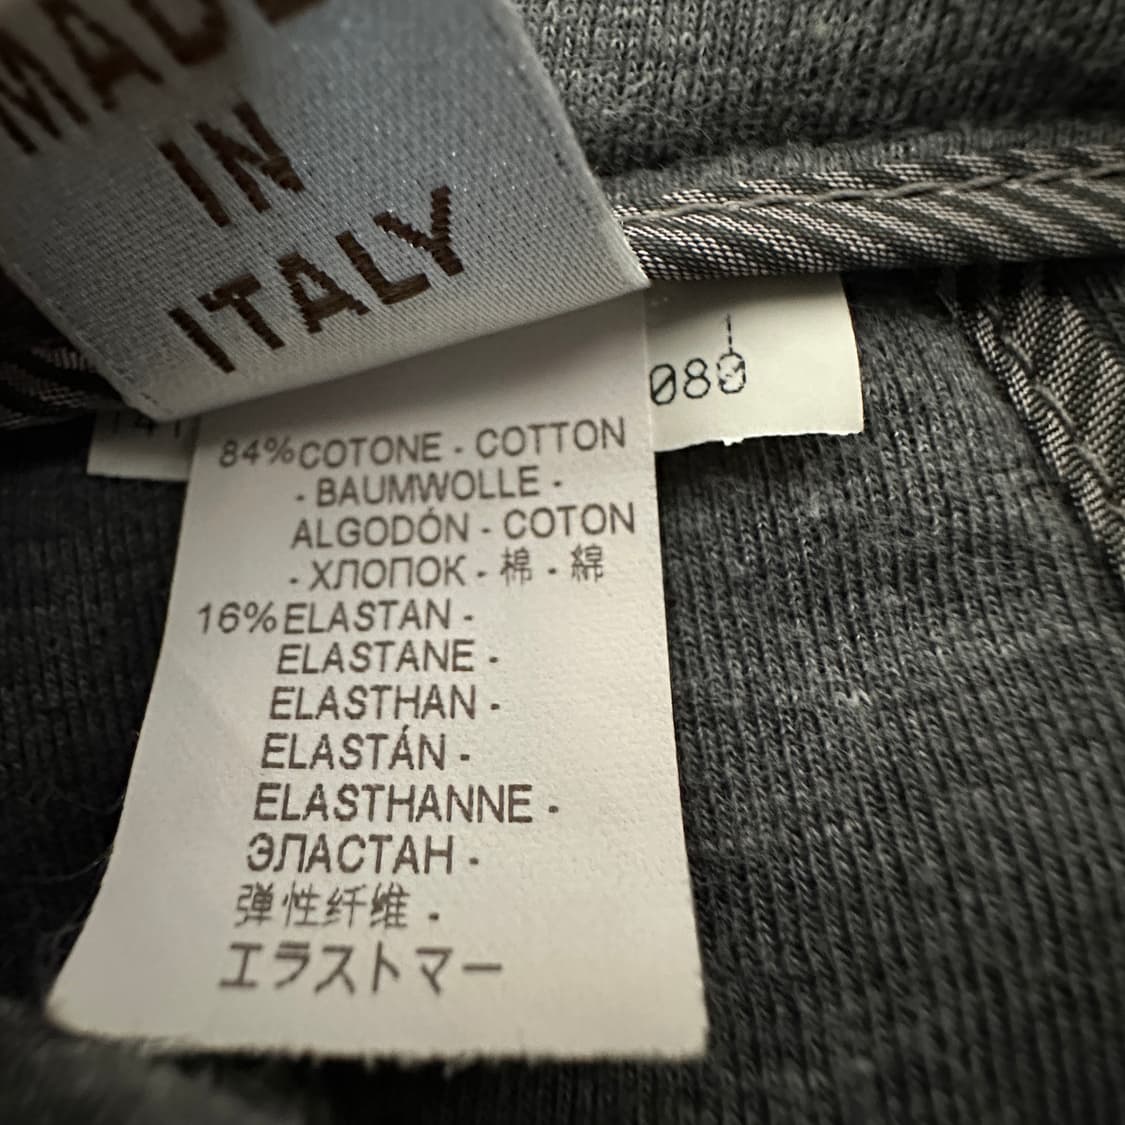 MADE
IN
ITALY
080
84% COTONE - COTTON
- BAUMWOLLE -
ALGODÓN - COTON
- ХЛОПОК - 棉 - 綿
16% ELASTAN -
ELASTANE -
ELASTHAN -
ELASTÁN -
ELASTHANNE -
ЭЛАСТАН -
弹性纤维 -
エラストマー